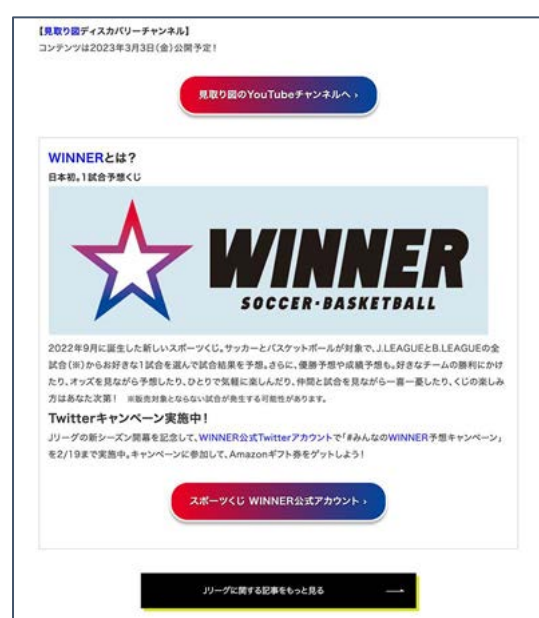 【見取り図ディスカバリーチャンネル】
コンテンツは2023年3月3日(金)公開予定!
見取り図のYouTubeチャンネルへ ›
WINNERとは?
日本初。1試合予想くじ
WINNER
SOCCER・BASKETBALL
2022年9月に誕生した新しいスポーツくじ。サッカーとバスケットボールが対象で、J.LEAGUEとB.LEAGUEの全
試合(※)からお好きな1試合を選んで試合結果を予想。さらに、優勝予想や成績予想も。好きなチームの勝利にかけ
たり、オッズを見ながら予想したり、ひとりで気軽に楽しんだり、仲間と試合を見ながら一喜一憂したり、くじの楽しみ
方はあなた次第! ※販売対象とならない試合が発生する可能性があります。
Twitterキャンペーン実施中!
Jリーグの新シーズン開幕を記念して、WINNER公式Twitterアカウントで「#みんなのWINNER予想キャンペーン」
を2/19まで実施中。キャンペーンに参加して、Amazonギフト券をゲットしよう!
スポーツくじ WINNER公式アカウント ›
Jリーグに関する記事をもっと見る